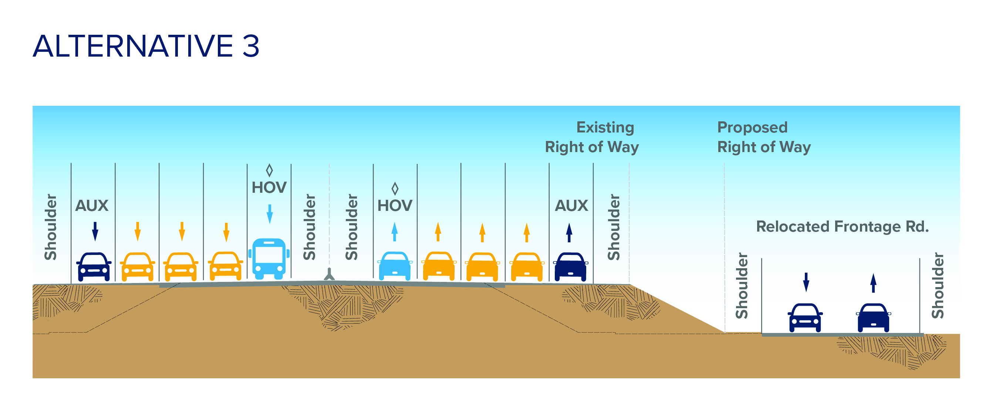 ALTERNATIVE 3
Existing
Right of Way
Proposed
Right of Way
Shoulder
AUX
HOV
Shoulder
Shoulder
HOV
AUX
Shoulder
Relocated Frontage Rd.
Shoulder
Shoulder